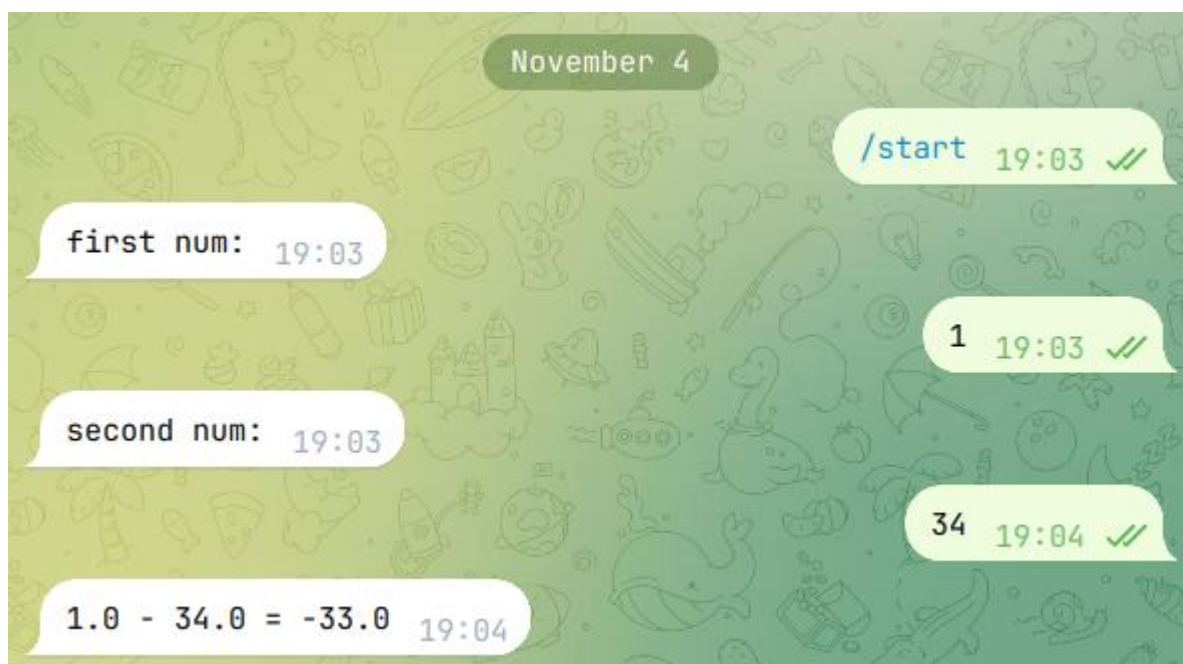 November 4
/start 19:03
first num: 19:03
1 19:03
second num: 19:03
34 19:04
1.0 - 34.0 = -33.0 19:04